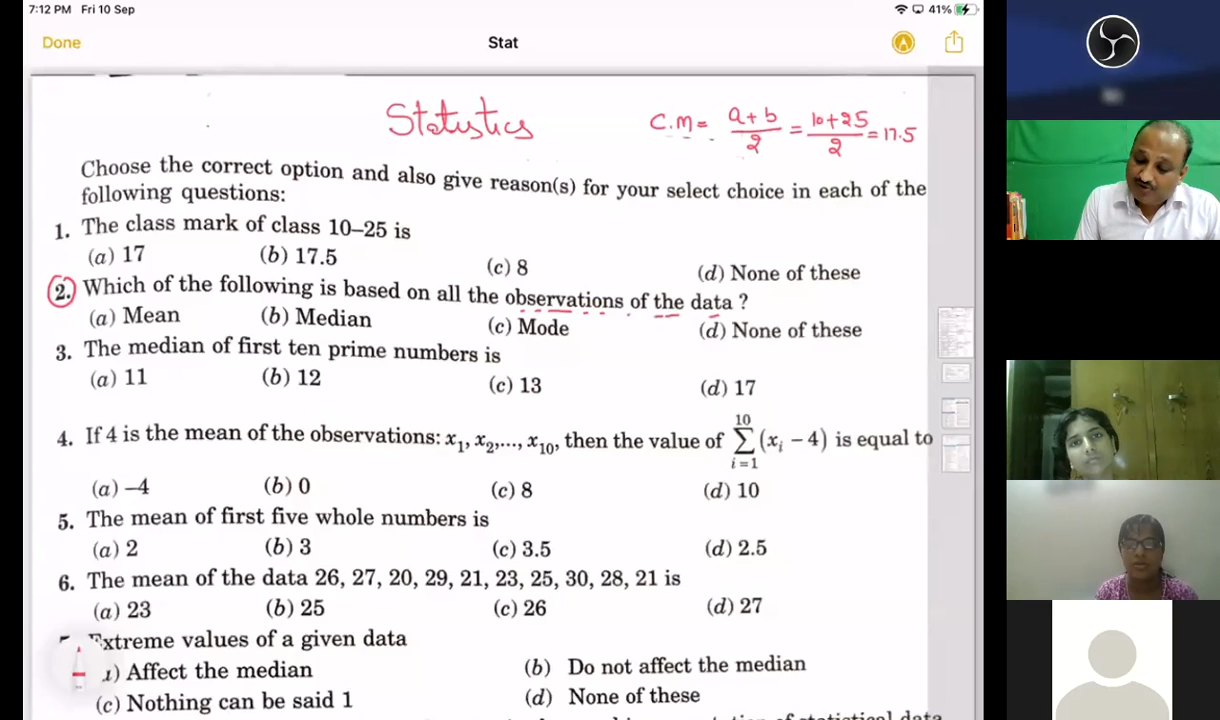 7:12 PM Fri 10 Sep
41%
Done
Stat
Statistics
C.M = a+b/2 = 10+25/2 = 17.5
Choose the correct option and also give reason(s) for your select choice in each of the
following questions:
1. The class mark of class 10–25 is
(a) 17 (b) 17.5 (c) 8 (d) None of these
2. Which of the following is based on all the observations of the data ?
(a) Mean (b) Median (c) Mode (d) None of these
3. The median of first ten prime numbers is
(a) 11 (b) 12 (c) 13 (d) 17
4. If 4 is the mean of the observations: x₁, x₂,..., x₁₀, then the value of 10 ∑ i=1 (xᵢ – 4) is equal to
(a) –4 (b) 0 (c) 8 (d) 10
5. The mean of first five whole numbers is
(a) 2 (b) 3 (c) 3.5 (d) 2.5
6. The mean of the data 26, 27, 20, 29, 21, 23, 25, 30, 28, 21 is
(a) 23 (b) 25 (c) 26 (d) 27
Extreme values of a given data
Affect the median (b) Do not affect the median
(c) Nothing can be said 1 (d) None of these